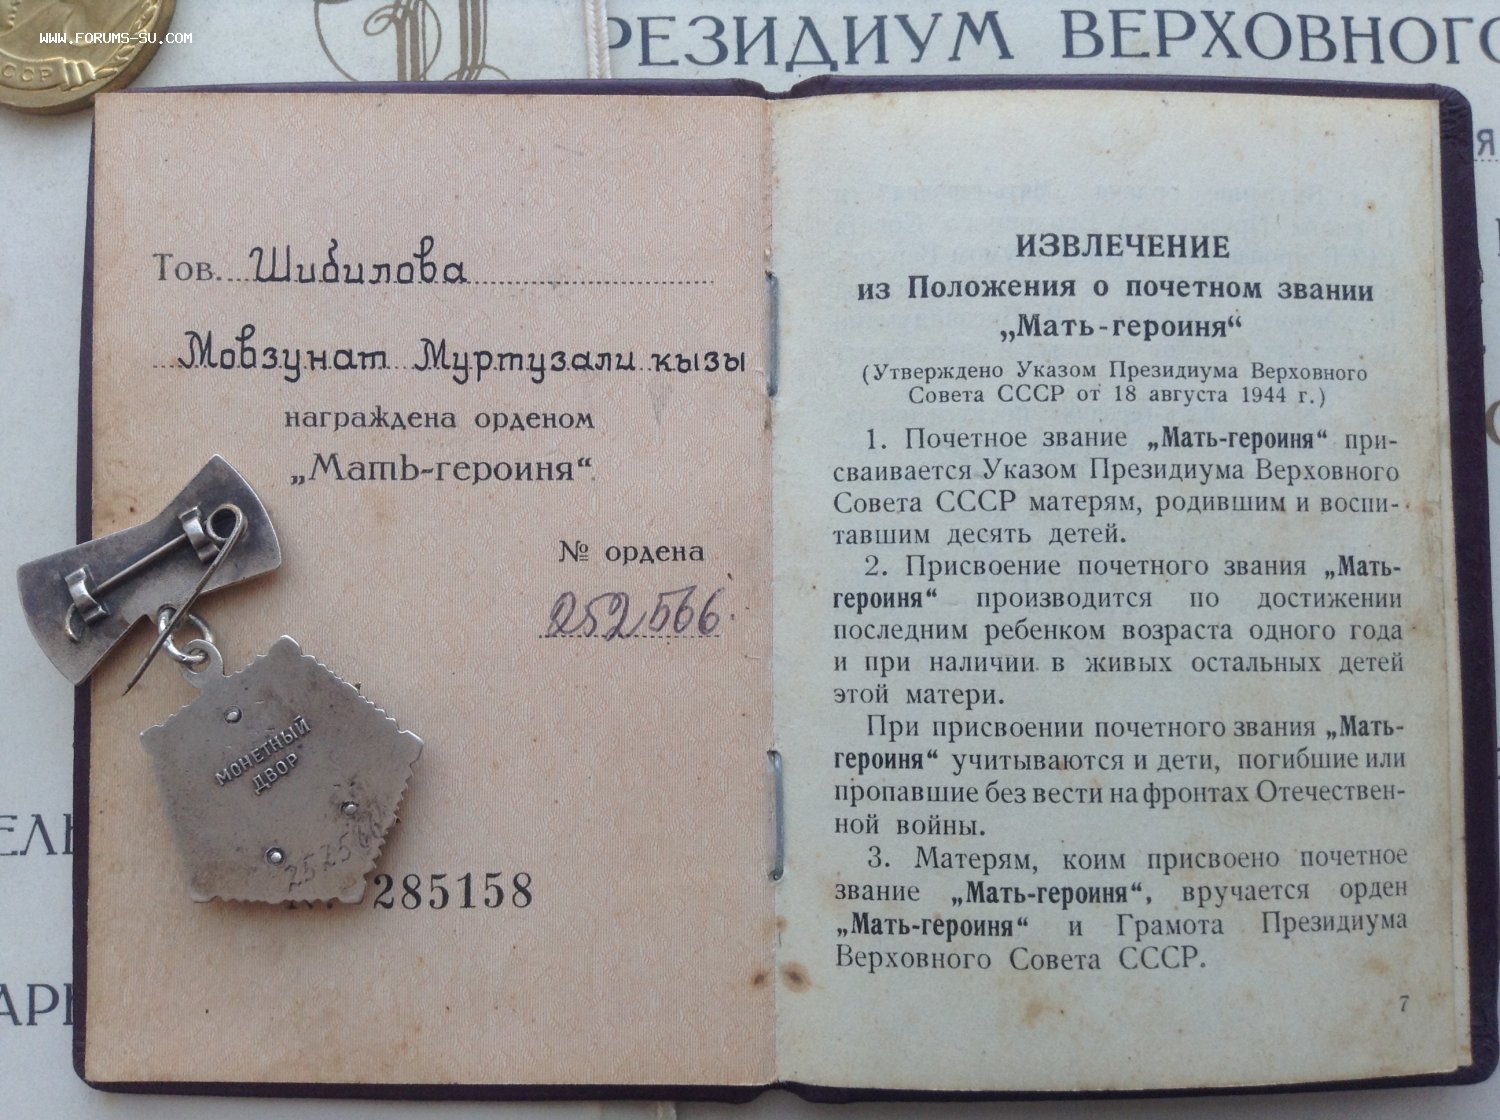 www.forums-su.com
СССР
РЕЗИДИУМ ВЕРХОВНОГО
Тов. Шибилова
Мовзунат Муртузали кызы
награждена орденом
„Мать-героиня“
№ ордена
252566
МОНЕТНЫЙ
ДВОР
252566
285158
ИЗВЛЕЧЕНИЕ
из Положения о почетном звании
„Мать-героиня“
(Утверждено Указом Президиума Верховного
Совета СССР от 18 августа 1944 г.)
1. Почетное звание „Мать-героиня“ при-
сваивается Указом Президиума Верховного
Совета СССР матерям, родившим и воспи-
тавшим десять детей.
2. Присвоение почетного звания „Мать-
героиня“ производится по достижении
последним ребенком возраста одного года
и при наличии в живых остальных детей
этой матери.
При присвоении почетного звания „Мать-
героиня“ учитываются и дети, погибшие или
пропавшие без вести на фронтах Отечествен-
ной войны.
3. Матерям, коим присвоено почетное
звание „Мать-героиня“, вручается орден
„Мать-героиня“ и Грамота Президиума
Верховного Совета СССР.
7